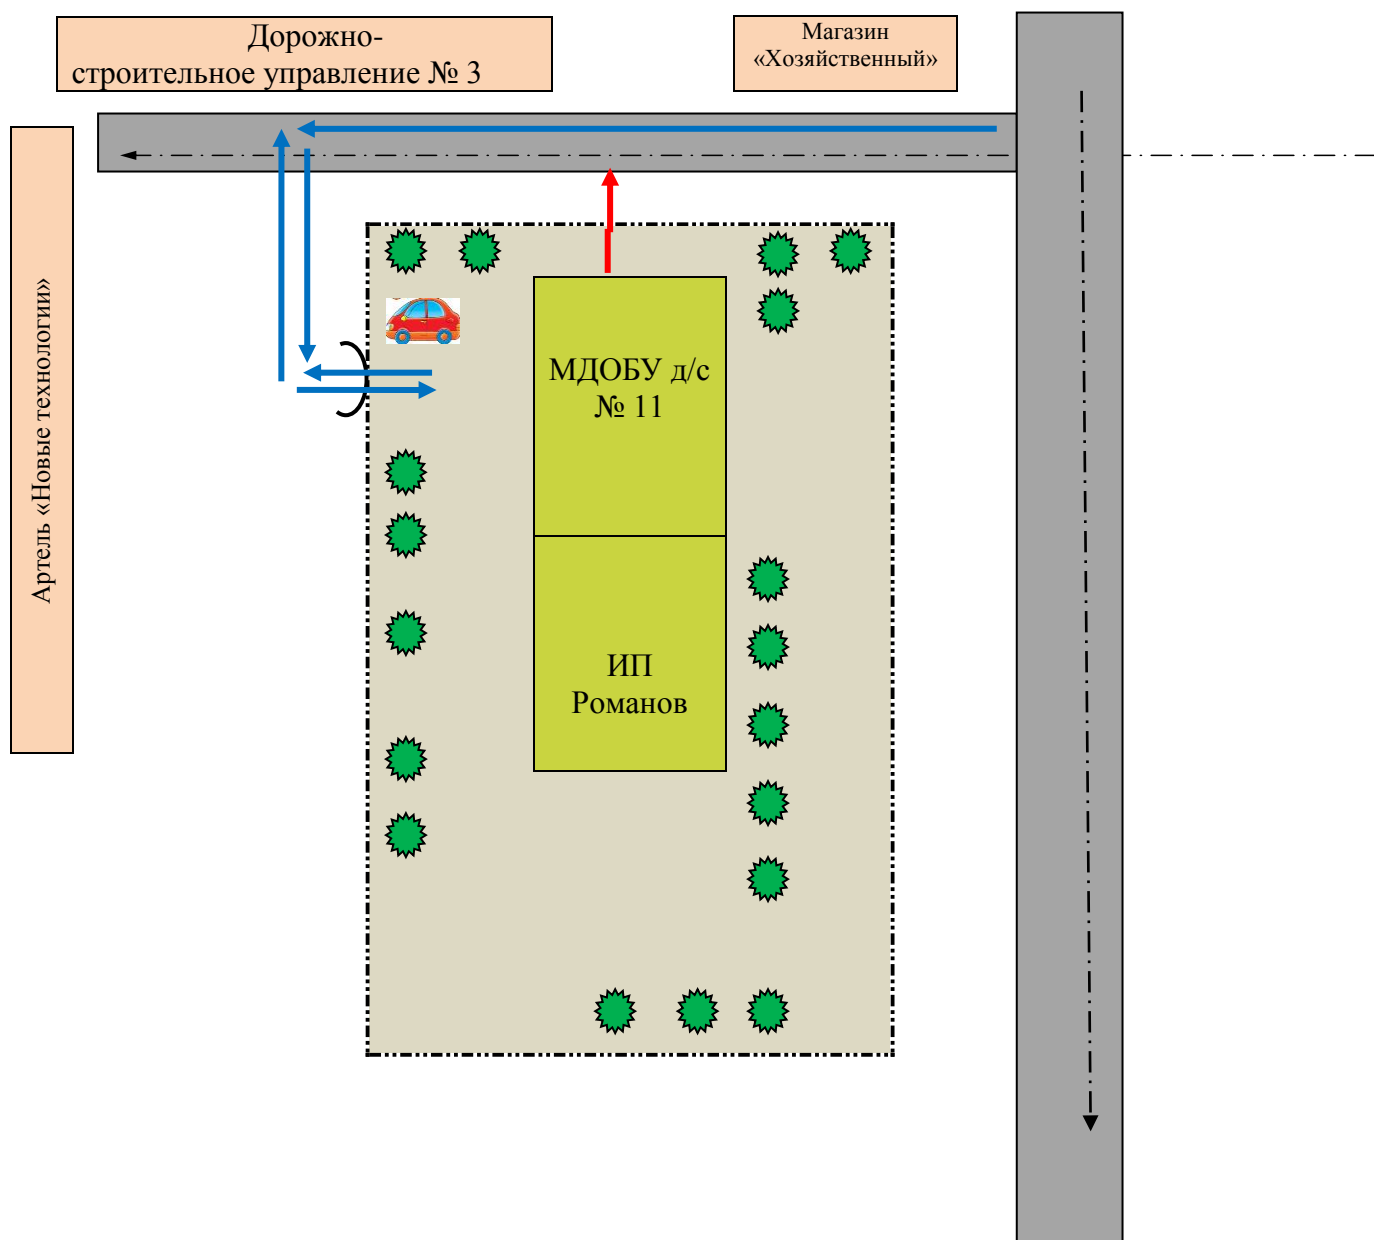 Дорожно-
строительное управление № 3
Магазин
«Хозяйственный»
Артель «Новые технологии»
МДОБУ д/с
№ 11
ИП
Романов